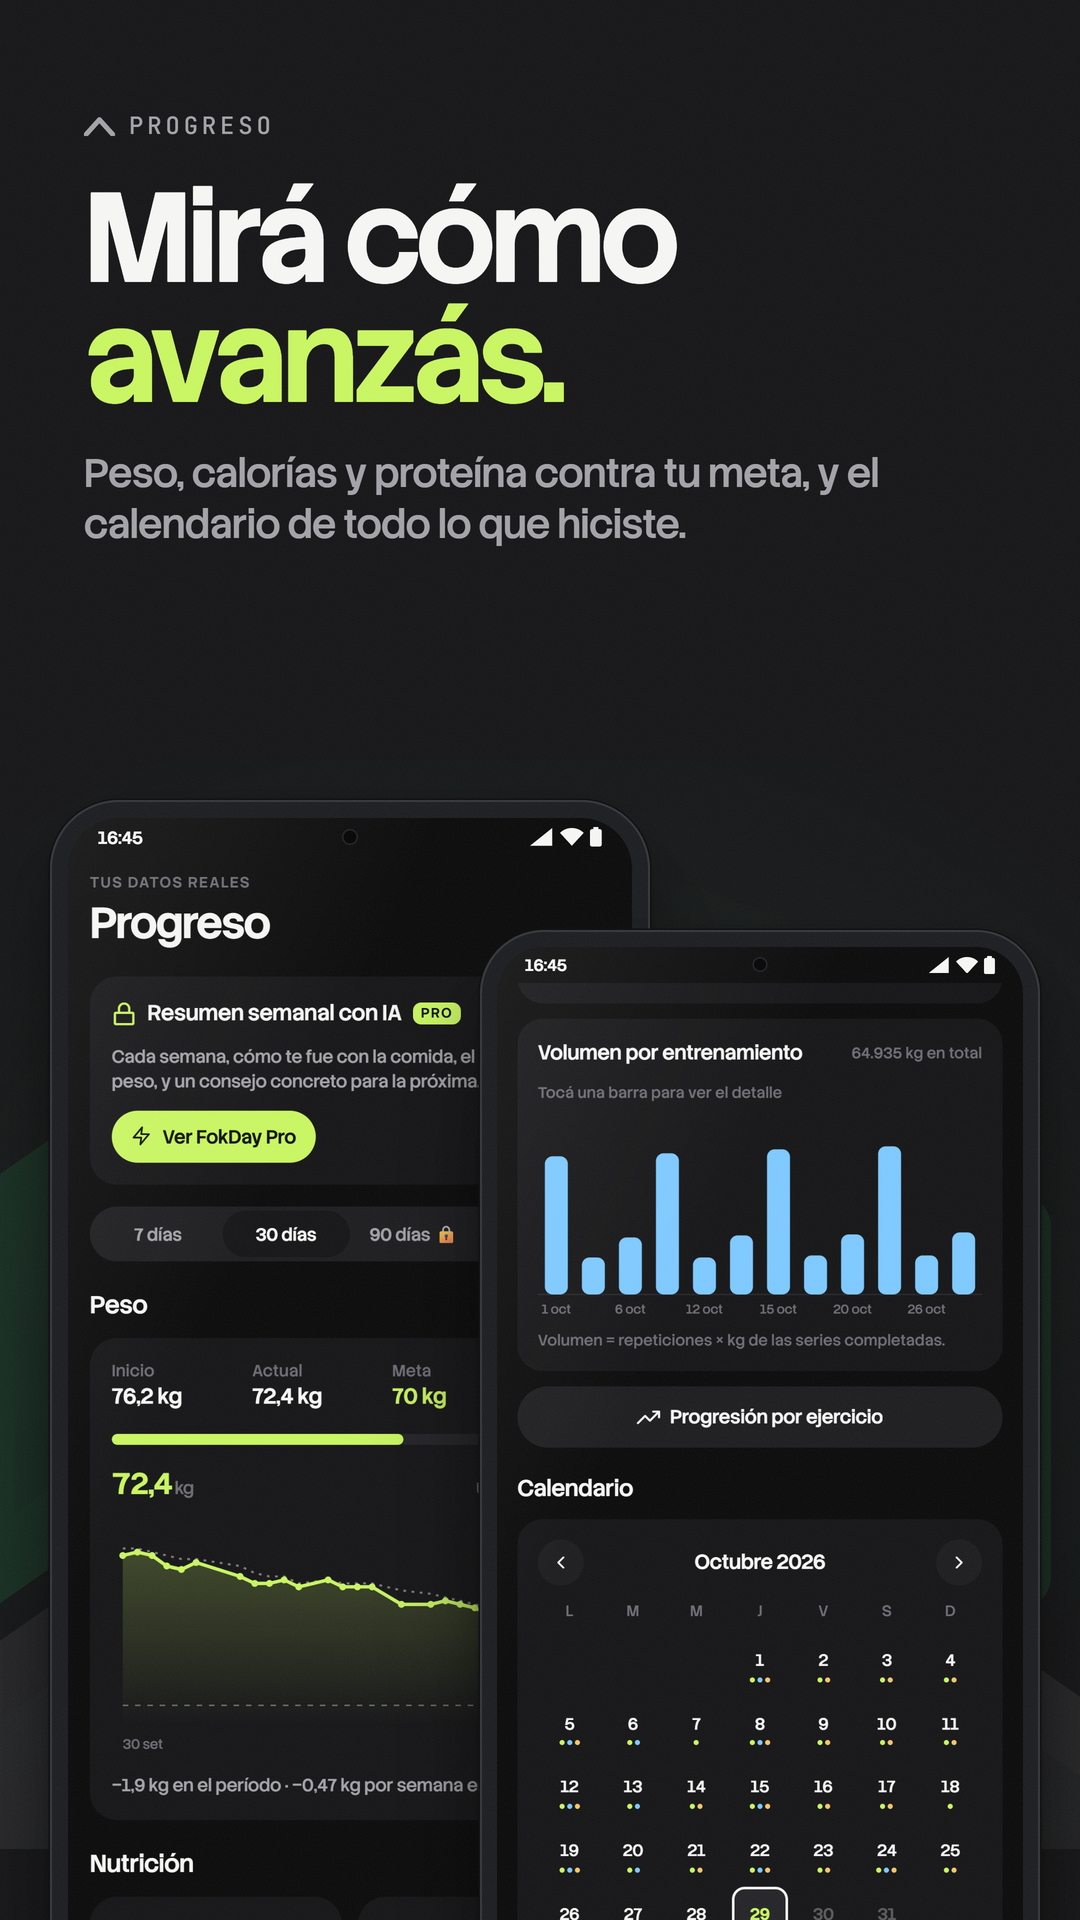 PROGRESO
Mirá cómo
avanzás.
Peso, calorías y proteína contra tu meta, y el
calendario de todo lo que hiciste.
16:45
TUS DATOS REALES
Progreso
Resumen semanal con IA PRO
Cada semana, cómo te fue con la comida, el
peso, y un consejo concreto para la próxima.
Ver FokDay Pro
7 días 30 días 90 días
Peso
Inicio Actual Meta
76,2 kg 72,4 kg 70 kg
72,4 kg
30 set
−1,9 kg en el período · −0,47 kg por semana
Nutrición
16:45
Volumen por entrenamiento 64.935 kg en total
Tocá una barra para ver el detalle
1 oct 6 oct 12 oct 15 oct 20 oct 26 oct
Volumen = repeticiones × kg de las series completadas.
Progresión por ejercicio
Calendario
Octubre 2026
L M M J V S D
1 2 3 4
5 6 7 8 9 10 11
12 13 14 15 16 17 18
19 20 21 22 23 24 25
26 27 28 29 30 31